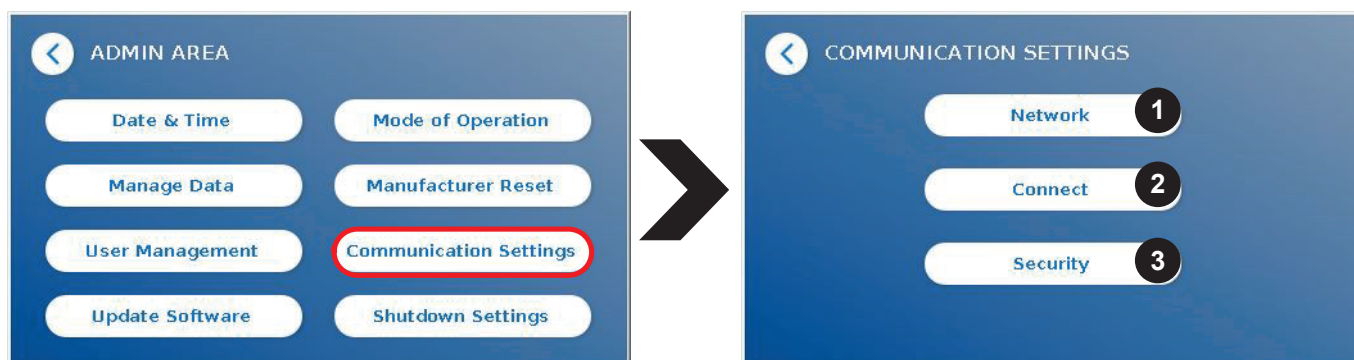 ADMIN AREA
Date & Time
Mode of Operation
Manage Data
Manufacturer Reset
User Management
Communication Settings
Update Software
Shutdown Settings
COMMUNICATION SETTINGS
Network 1
Connect 2
Security 3